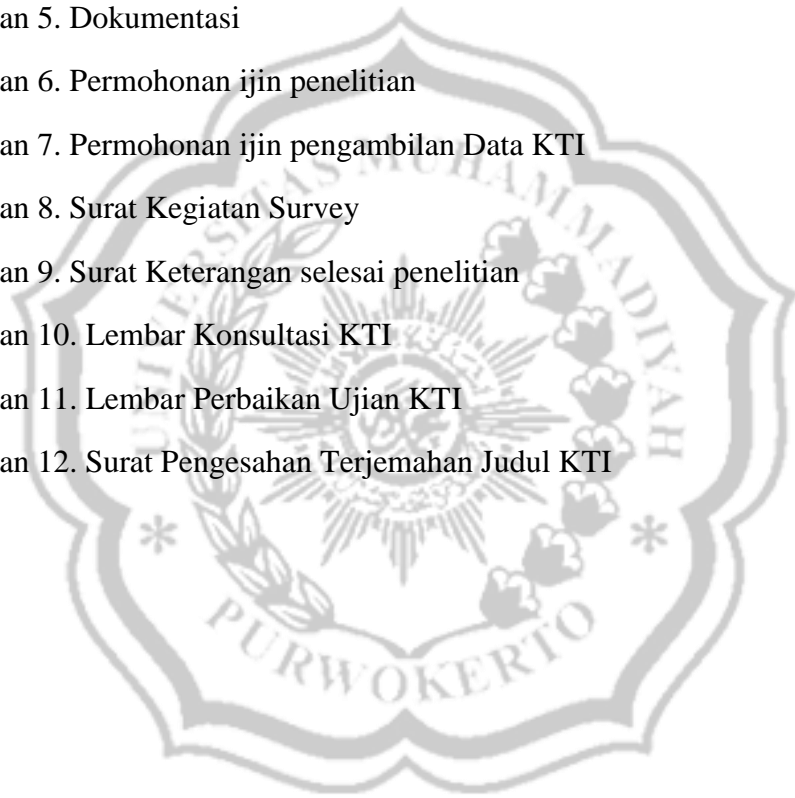 an 5. Dokumentasi
an 6. Permohonan ijin penelitian
an 7. Permohonan ijin pengambilan Data KTI
an 8. Surat Kegiatan Survey
an 9. Surat Keterangan selesai penelitian
an 10. Lembar Konsultasi KTI
an 11. Lembar Perbaikan Ujian KTI
an 12. Surat Pengesahan Terjemahan Judul KTI
UNIVERSITAS MUHAMMADIYAH
PURWOKERTO